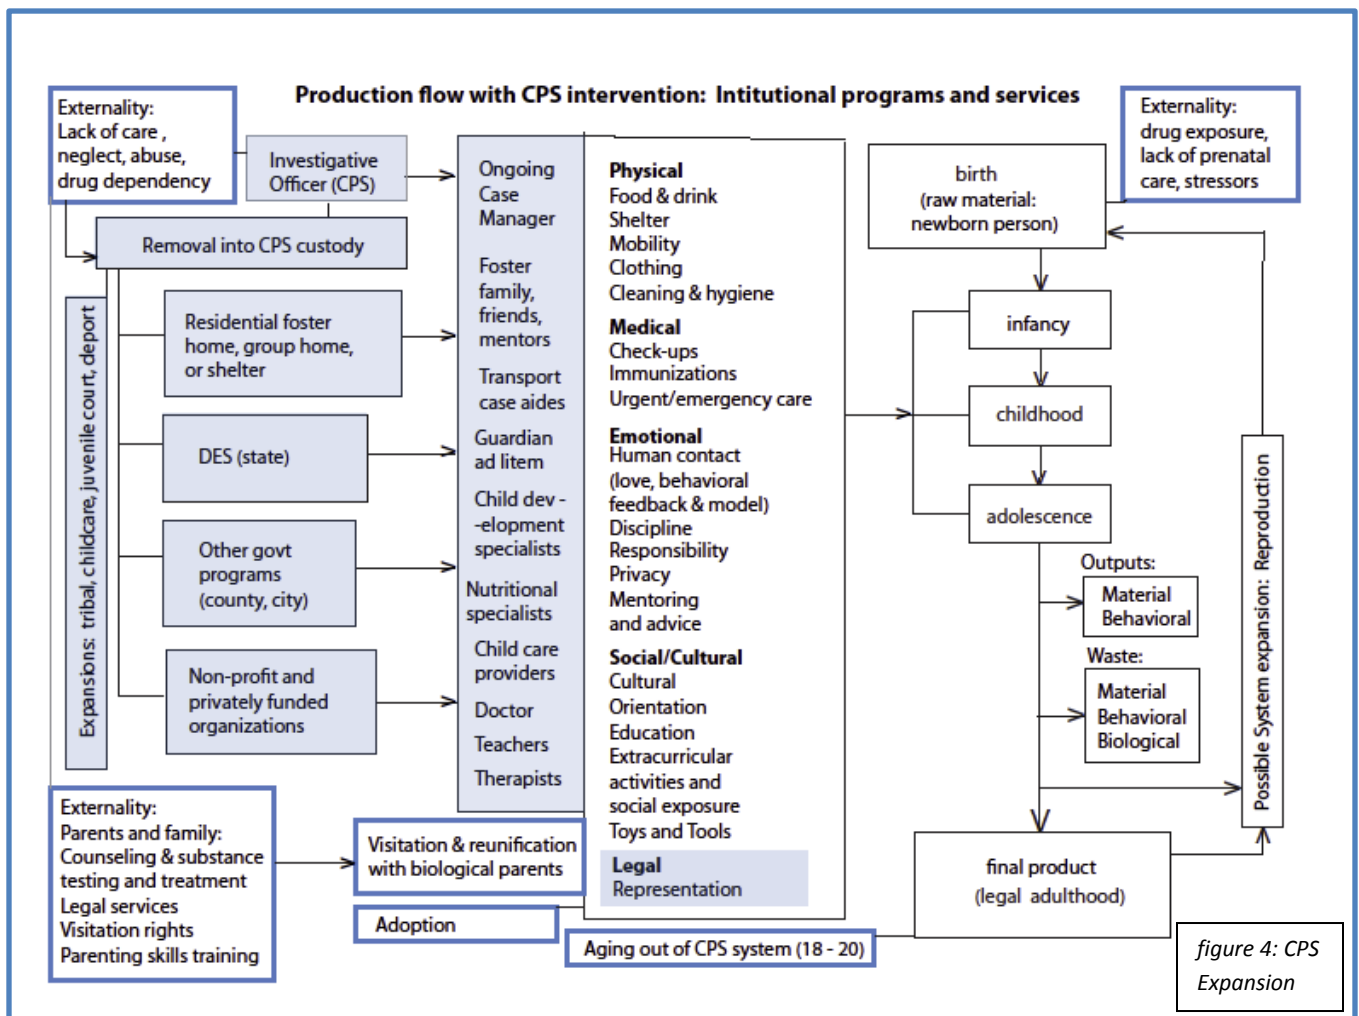 Production flow with CPS intervention:  Intitutional programs and services
Externality:
Lack of care ,
neglect, abuse,
drug dependency
Investigative
Officer (CPS)
Removal into CPS custody
Expansions:  tribal, childcare, juvenile court, deport
Residential foster
home, group home,
or shelter
DES (state)
Other govt
programs
(county, city)
Non-profit and
privately funded
organizations
Externality:
Parents and family:
Counseling & substance
testing and treatment
Legal services
Visitation rights
Parenting skills training
Visitation & reunification
with biological parents
Adoption
Aging out of CPS system (18 - 20)
Ongoing
Case
Manager
Foster
family,
friends,
mentors
Transport
case aides
Guardian
ad litem
Child dev -
-elopment
specialists
Nutritional
specialists
Child care
providers
Doctor
Teachers
Therapists
Physical
Food & drink
Shelter
Mobility
Clothing
Cleaning & hygiene
Medical
Check-ups
Immunizations
Urgent/emergency care
Emotional
Human contact
(love, behavioral
feedback & model)
Discipline
Responsibility
Privacy
Mentoring
and advice
Social/Cultural
Cultural
Orientation
Education
Extracurricular
activities and
social exposure
Toys and Tools
Legal
Representation
birth
(raw material:
newborn person)
Externality:
drug exposure,
lack of prenatal
care, stressors
infancy
childhood
adolescence
Outputs:
Material
Behavioral
Waste:
Material
Behavioral
Biological
Possible System expansion:  Reproduction
final product
(legal  adulthood)
figure 4: CPS
Expansion